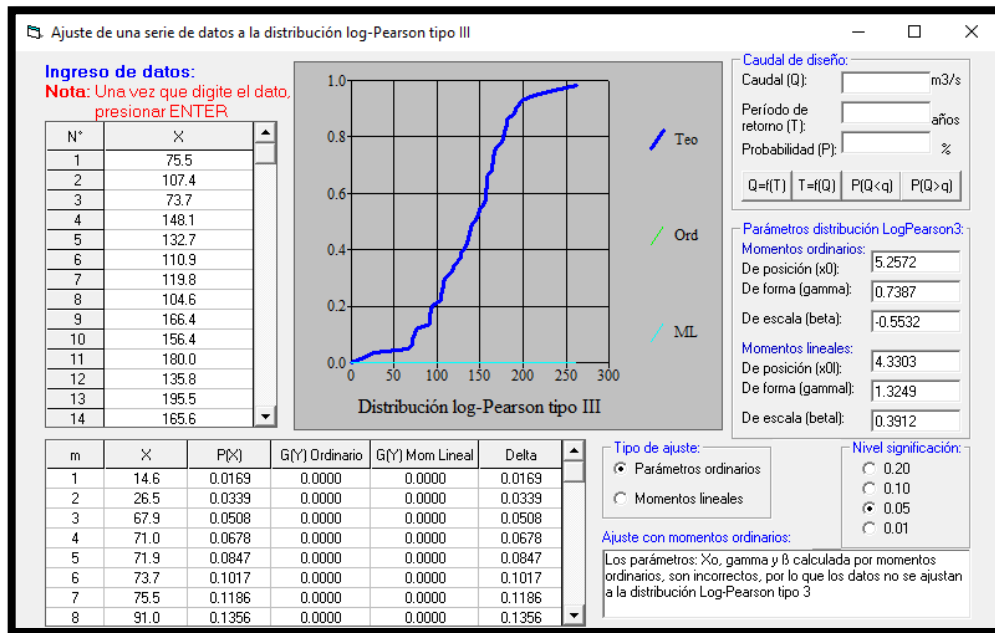 Ajuste de una serie de datos a la distribución log-Pearson tipo III
Ingreso de datos:
Nota: Una vez que digite el dato,
presionar ENTER
N° X
1 75.5
2 107.4
3 73.7
4 148.1
5 132.7
6 110.9
7 119.8
8 104.6
9 166.4
10 156.4
11 180.0
12 135.8
13 195.5
14 165.6
1.0
0.8
0.6
0.4
0.2
0.0
0 50 100 150 200 250 300
Distribución log-Pearson tipo III
Teo
Ord
ML
Caudal de diseño:
Caudal (Q): m3/s
Período de
retorno (T): años
Probabilidad (P): %
Q=f(T) T=f(Q) P(Q<q) P(Q>q)
Parámetros distribución LogPearson3:
Momentos ordinarios:
De posición (x0): 5.2572
De forma (gamma): 0.7387
De escala (beta): -0.5532
Momentos lineales:
De posición (x0l): 4.3303
De forma (gammal): 1.3249
De escala (betal): 0.3912
m X P(X) G(Y) Ordinario G(Y) Mom Lineal Delta
1 14.6 0.0169 0.0000 0.0000 0.0169
2 26.5 0.0339 0.0000 0.0000 0.0339
3 67.9 0.0508 0.0000 0.0000 0.0508
4 71.0 0.0678 0.0000 0.0000 0.0678
5 71.9 0.0847 0.0000 0.0000 0.0847
6 73.7 0.1017 0.0000 0.0000 0.1017
7 75.5 0.1186 0.0000 0.0000 0.1186
8 91.0 0.1356 0.0000 0.0000 0.1356
Tipo de ajuste:
Parámetros ordinarios
Momentos lineales
Nivel significación:
0.20
0.10
0.05
0.01
Ajuste con momentos ordinarios:
Los parámetros: Xo, gamma y ß calculada por momentos
ordinarios, son incorrectos, por lo que los datos no se ajustan
a la distribución Log-Pearson tipo 3